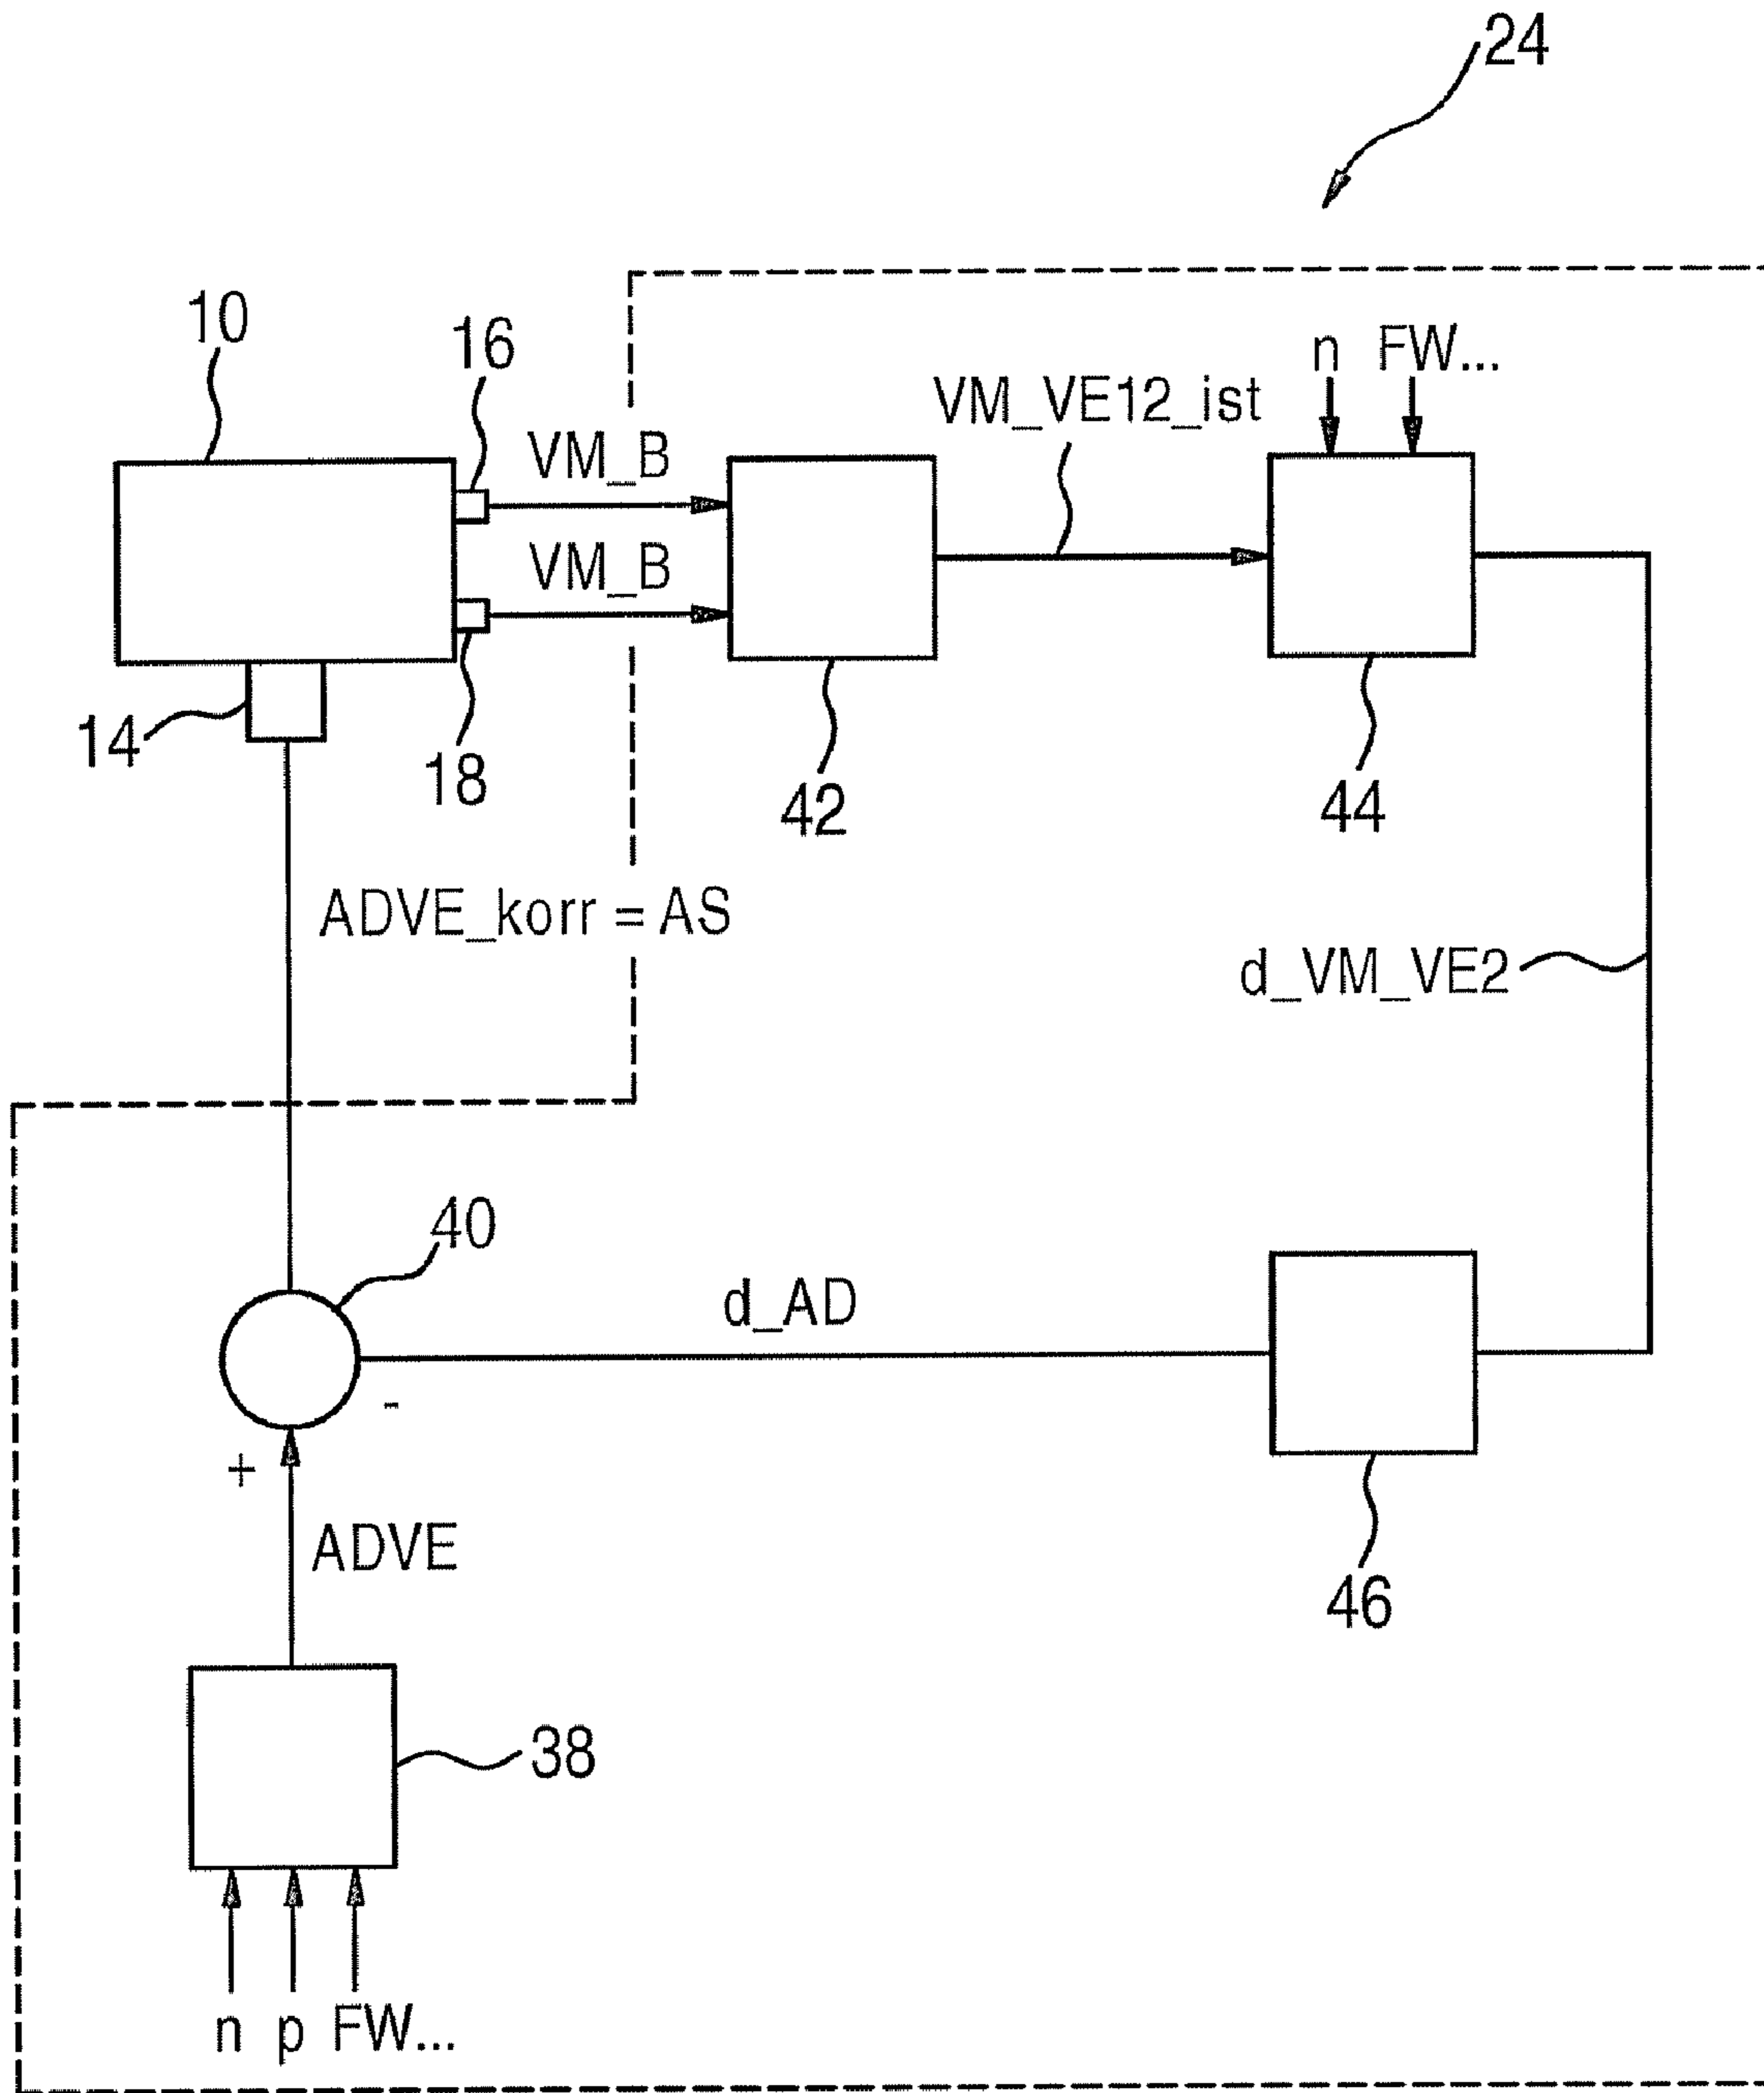 24
10
16
n FW...
VM_VE12_ist
VM_B
VM_B
14
18
42
44
ADVE_korr = AS
d_VM_VE2
40
d_AD
-
+
ADVE
46
38
n p FW...